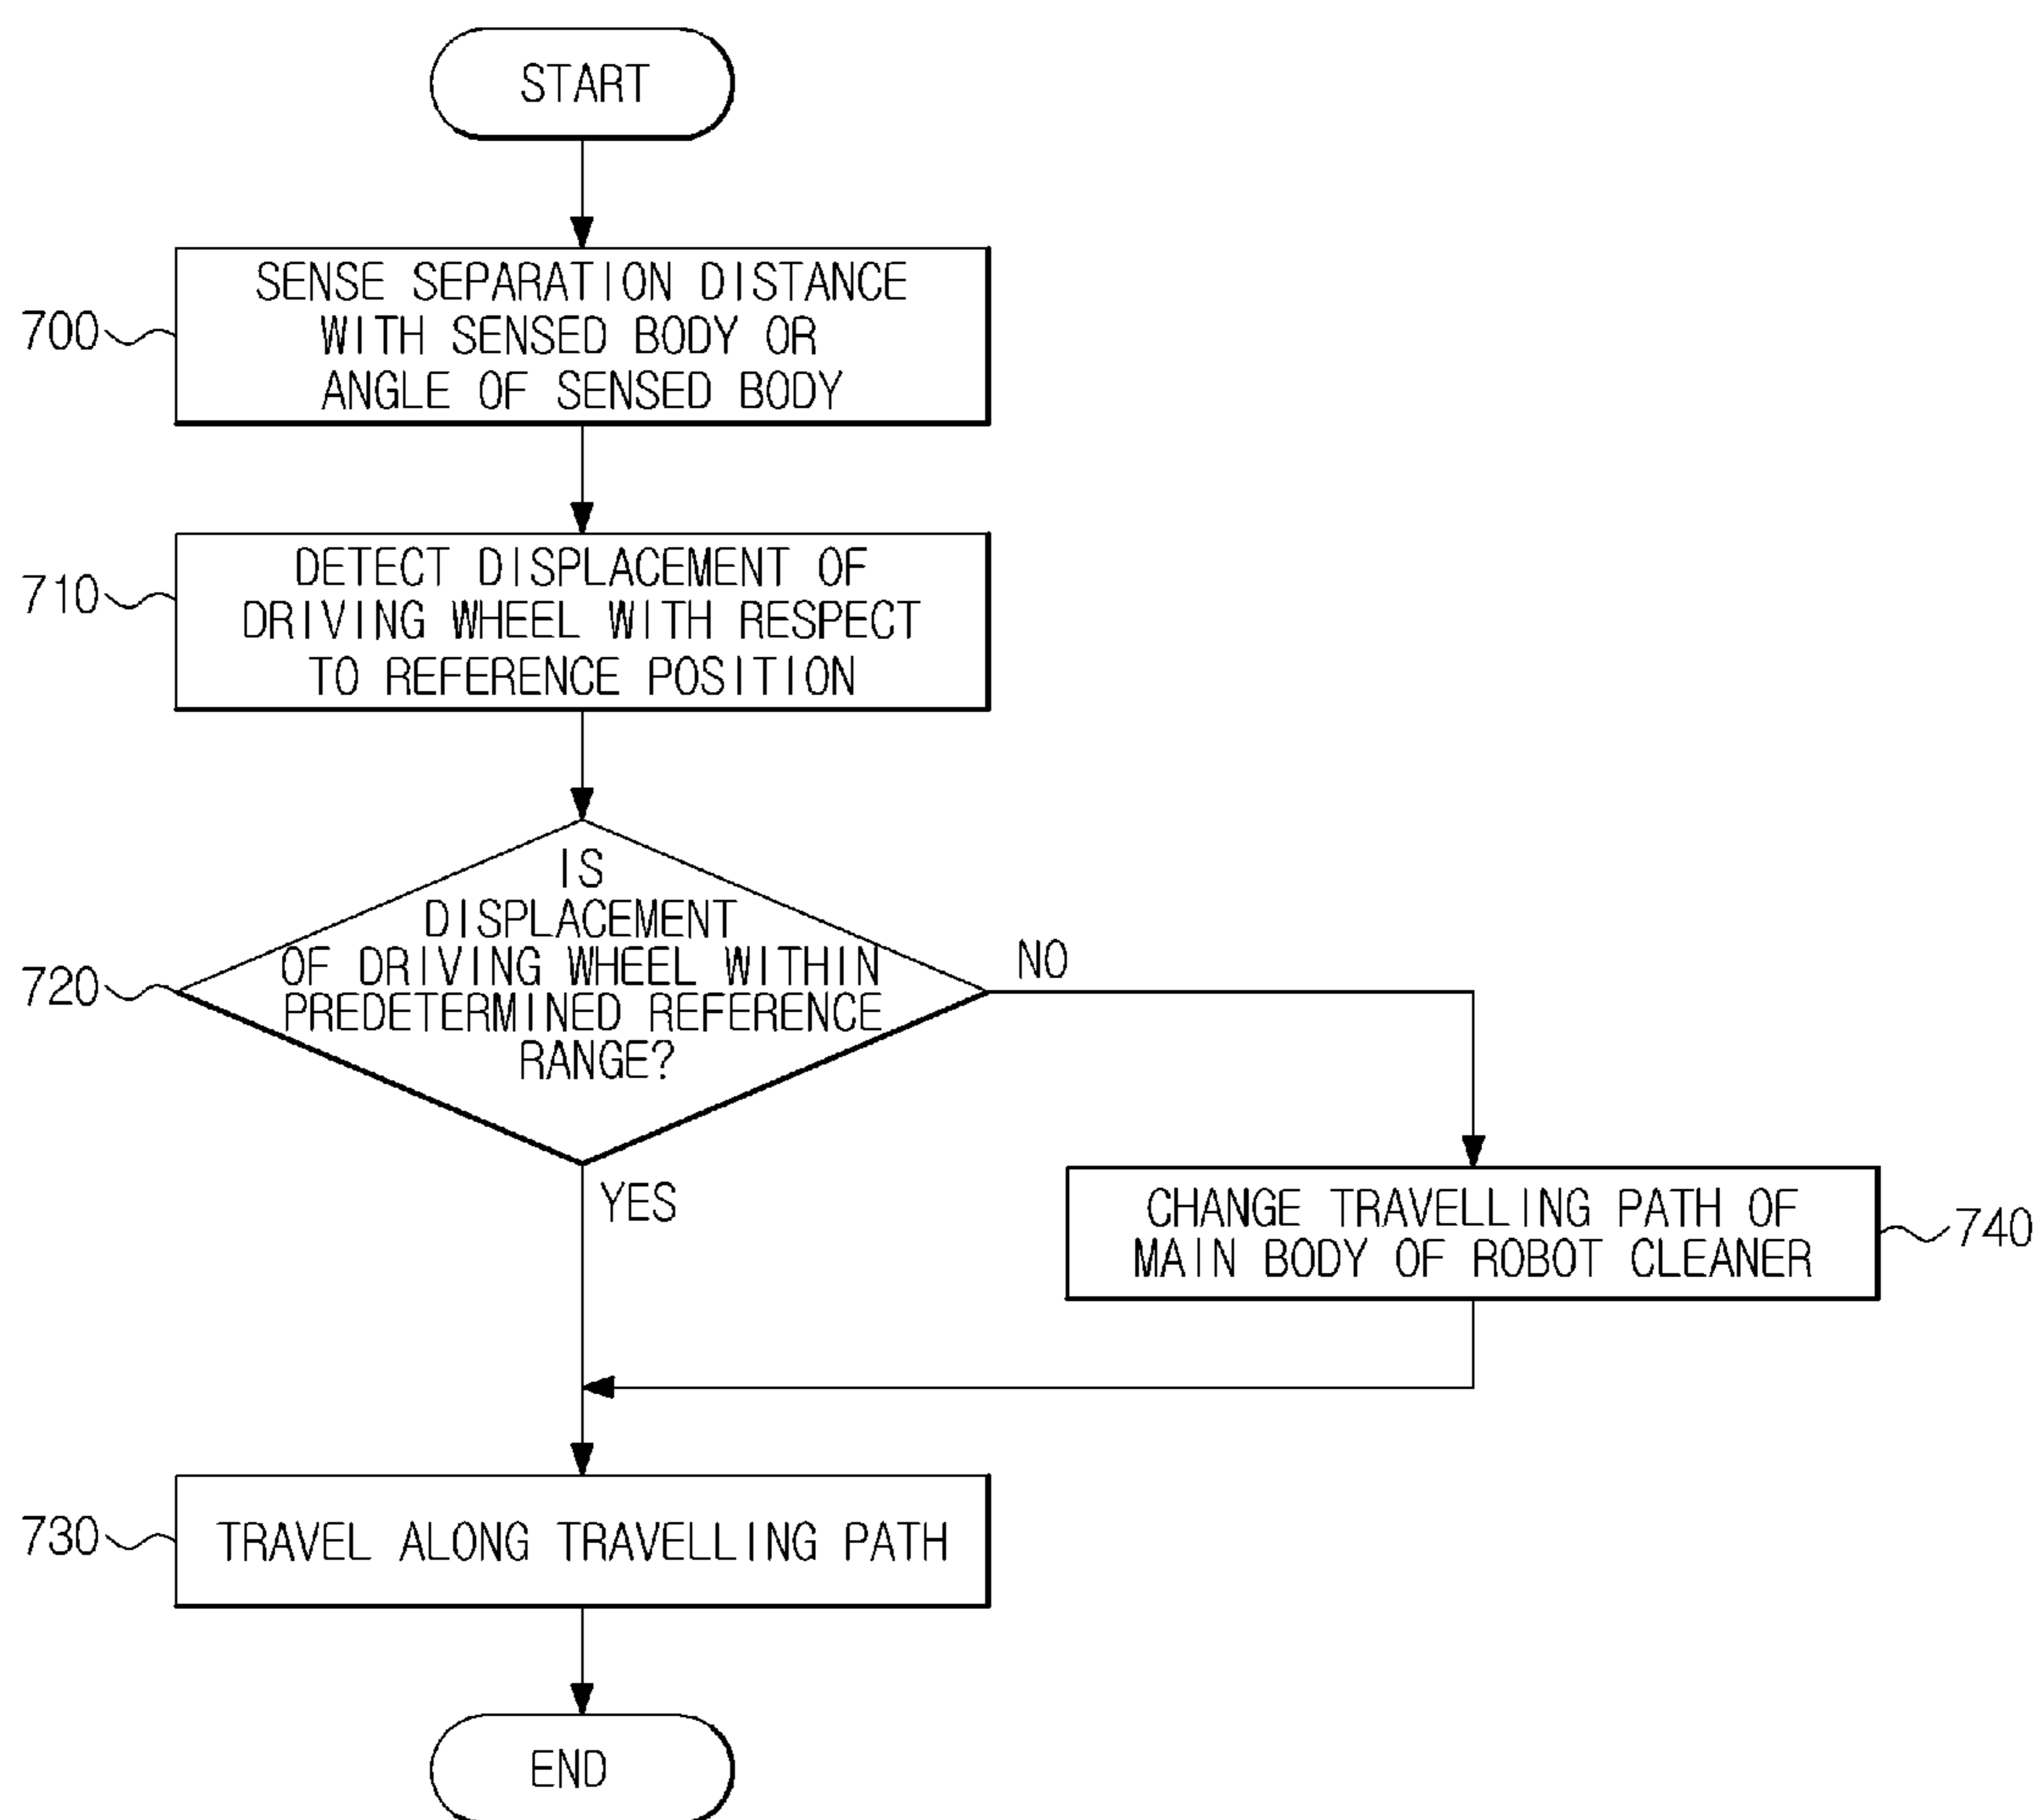 START
700
SENSE SEPARATION DISTANCE
WITH SENSED BODY OR
ANGLE OF SENSED BODY
710
DETECT DISPLACEMENT OF
DRIVING WHEEL WITH RESPECT
TO REFERENCE POSITION
720
IS
DISPLACEMENT
OF DRIVING WHEEL WITHIN
PREDETERMINED REFERENCE
RANGE?
NO
YES
CHANGE TRAVELLING PATH OF
MAIN BODY OF ROBOT CLEANER
740
730
TRAVEL ALONG TRAVELLING PATH
END